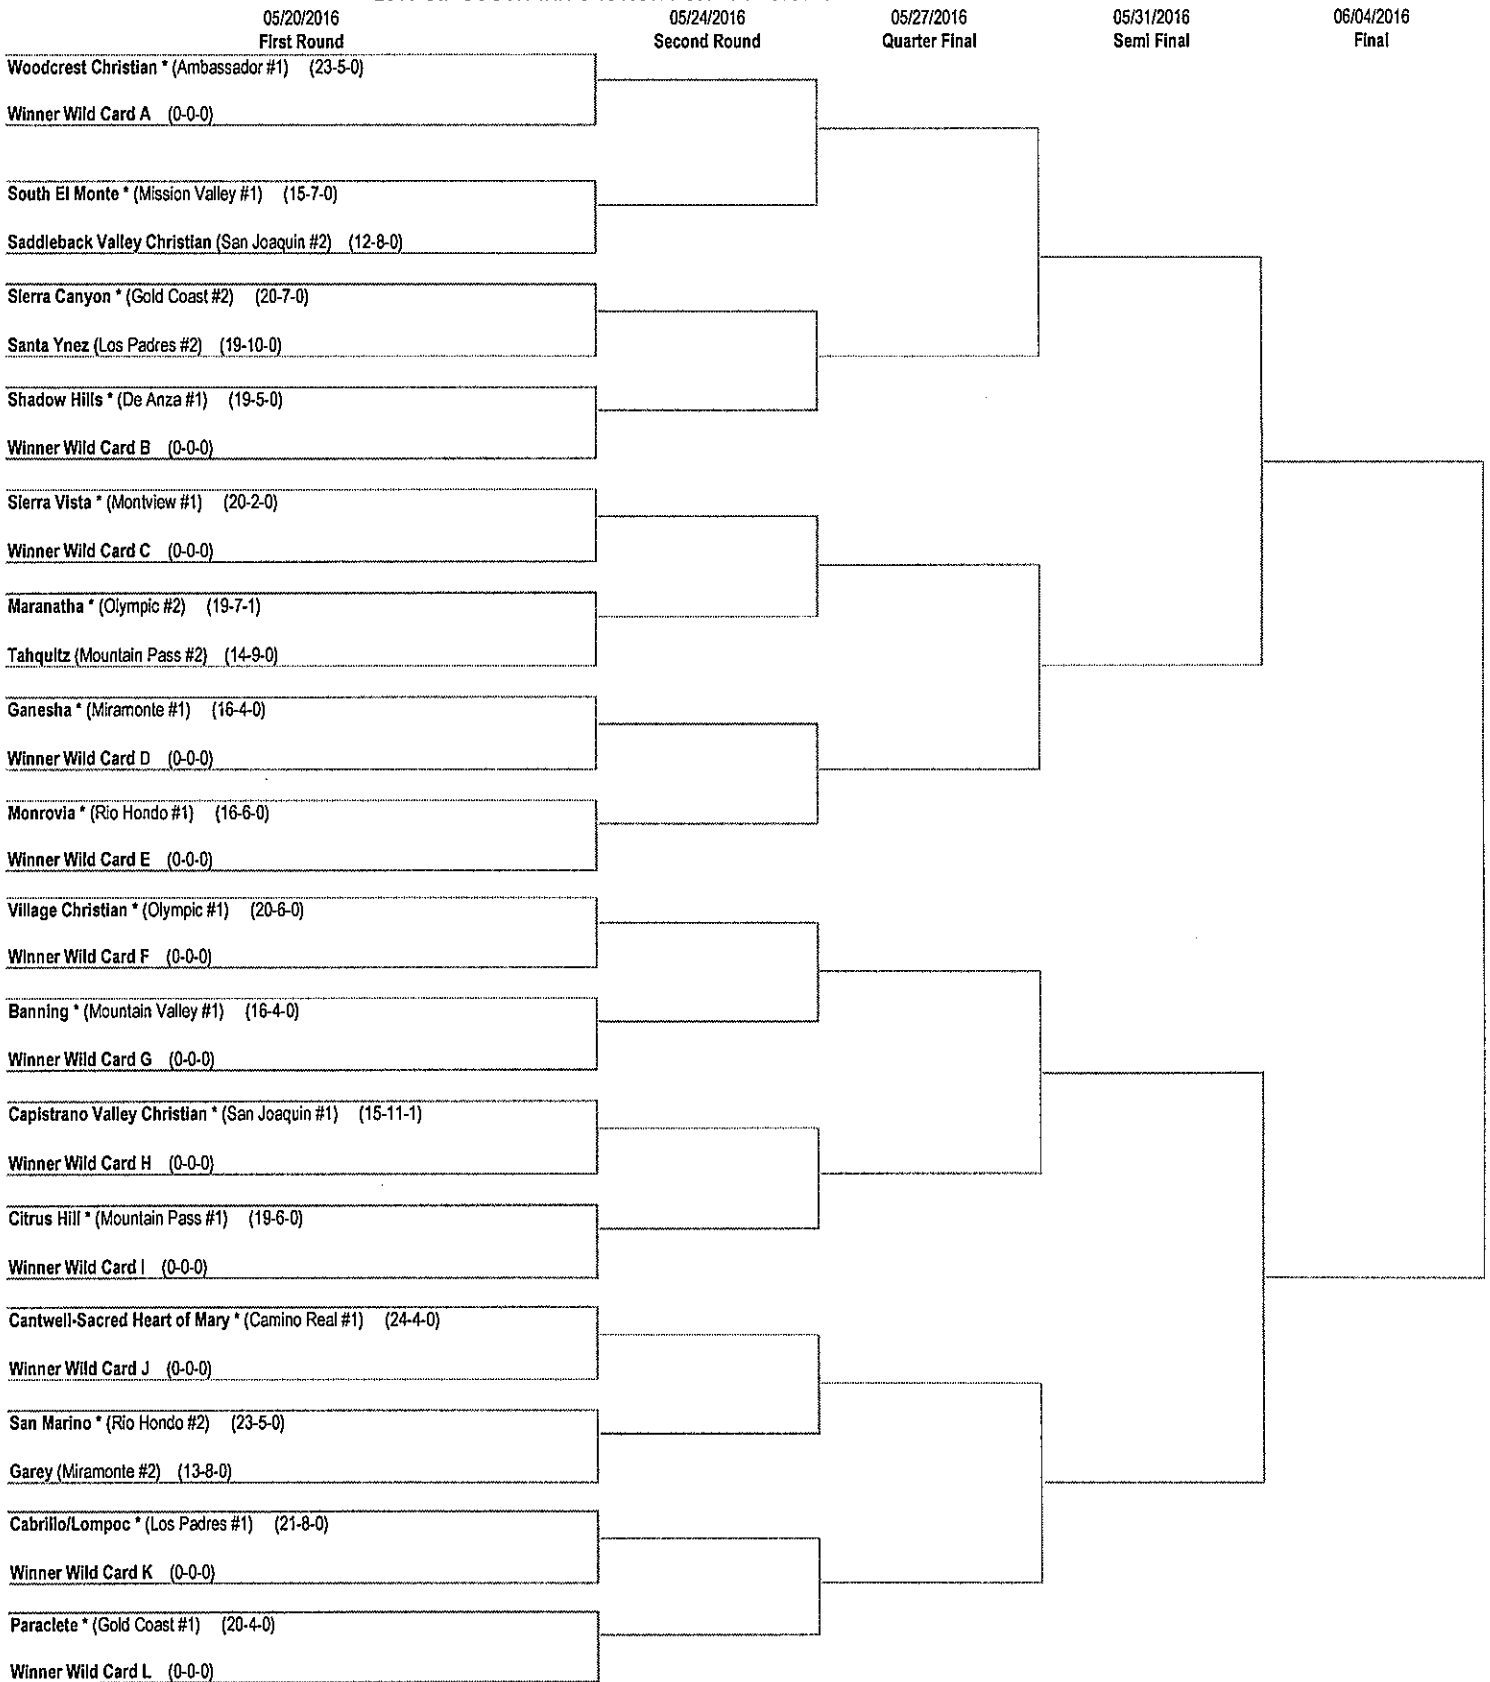 05/20/2016 05/24/2016 05/27/2016 05/31/2016 06/04/2016
First Round Second Round Quarter Final Semi Final Final
Woodcrest Christian * (Ambassador #1) (23-5-0)
Winner Wild Card A (0-0-0)
South El Monte * (Mission Valley #1) (15-7-0)
Saddleback Valley Christian (San Joaquin #2) (12-8-0)
Sierra Canyon * (Gold Coast #2) (20-7-0)
Santa Ynez (Los Padres #2) (19-10-0)
Shadow Hills * (De Anza #1) (19-5-0)
Winner Wild Card B (0-0-0)
Sierra Vista * (Montview #1) (20-2-0)
Winner Wild Card C (0-0-0)
Maranatha * (Olympic #2) (19-7-1)
Tahquitz (Mountain Pass #2) (14-9-0)
Ganesha * (Miramonte #1) (16-4-0)
Winner Wild Card D (0-0-0)
Monrovia * (Rio Hondo #1) (16-6-0)
Winner Wild Card E (0-0-0)
Village Christian * (Olympic #1) (20-6-0)
Winner Wild Card F (0-0-0)
Banning * (Mountain Valley #1) (16-4-0)
Winner Wild Card G (0-0-0)
Capistrano Valley Christian * (San Joaquin #1) (15-11-1)
Winner Wild Card H (0-0-0)
Citrus Hill * (Mountain Pass #1) (19-6-0)
Winner Wild Card I (0-0-0)
Cantwell-Sacred Heart of Mary * (Camino Real #1) (24-4-0)
Winner Wild Card J (0-0-0)
San Marino * (Rio Hondo #2) (23-5-0)
Garey (Miramonte #2) (13-8-0)
Cabrillo/Lompoc * (Los Padres #1) (21-8-0)
Winner Wild Card K (0-0-0)
Paraclete * (Gold Coast #1) (20-4-0)
Winner Wild Card L (0-0-0)